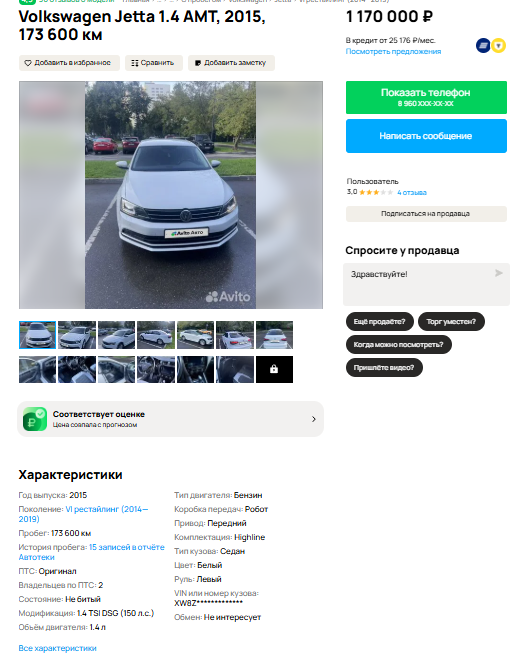 Volkswagen Jetta 1.4 AMT, 2015,
173 600 км
Добавить в избранное
Сравнить
Добавить заметку
Avito Авто
Avito
Соответствует оценке
Цена совпала с прогнозом
1 170 000 ₽
В кредит от 25 176 ₽/мес.
Посмотреть предложения
Показать телефон
8 960 XXX-XX-XX
Написать сообщение
Пользователь
3,0 4 отзыва
Подписаться на продавца
Спросите у продавца
Здравствуйте!
Ещё продаёте?
Торг уместен?
Когда можно посмотреть?
Пришлёте видео?
Характеристики
Год выпуска: 2015
Поколение: VI рестайлинг (2014—
2019)
Пробег: 173 600 км
История пробега: 15 записей в отчёте
Автотеки
ПТС: Оригинал
Владельцев по ПТС: 2
Состояние: Не битый
Модификация: 1.4 TSI DSG (150 л.с.)
Объём двигателя: 1.4 л
Все характеристики
Тип двигателя: Бензин
Коробка передач: Робот
Привод: Передний
Комплектация: Highline
Тип кузова: Седан
Цвет: Белый
Руль: Левый
VIN или номер кузова:
XW8Z*************
Обмен: Не интересует